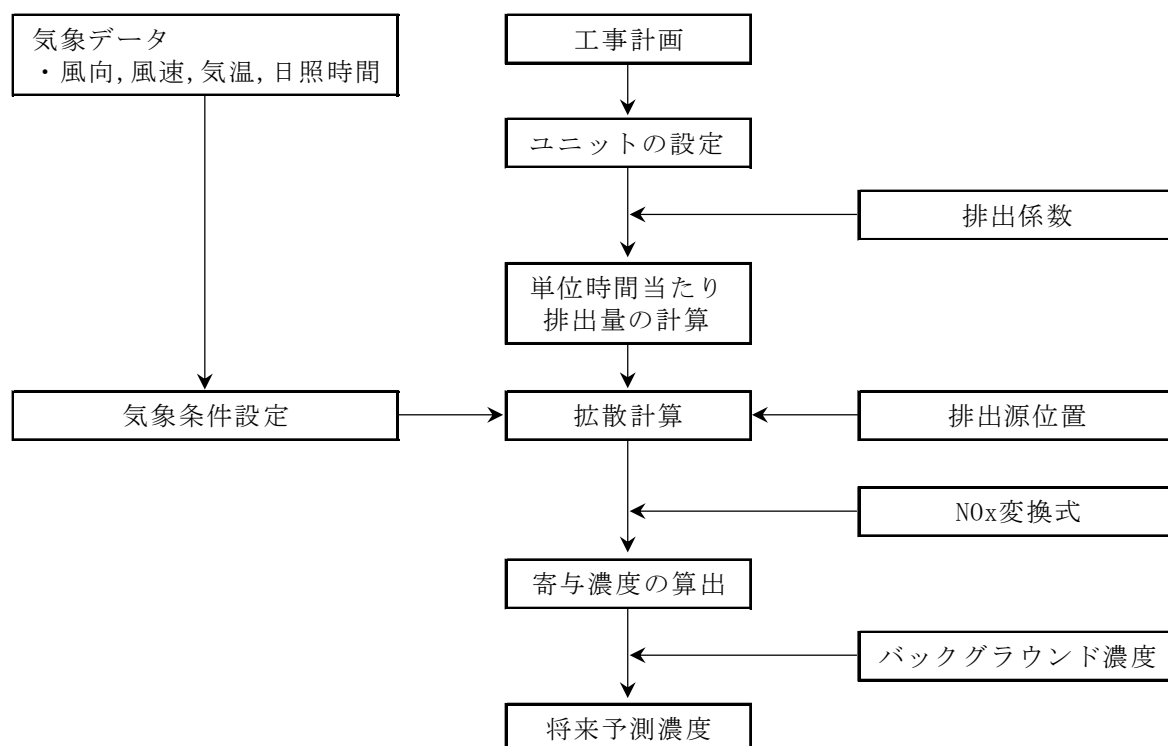 気象データ
・風向,風速,気温,日照時間
工事計画
ユニットの設定
排出係数
単位時間当たり
排出量の計算
気象条件設定
拡散計算
排出源位置
NOx変換式
寄与濃度の算出
バックグラウンド濃度
将来予測濃度